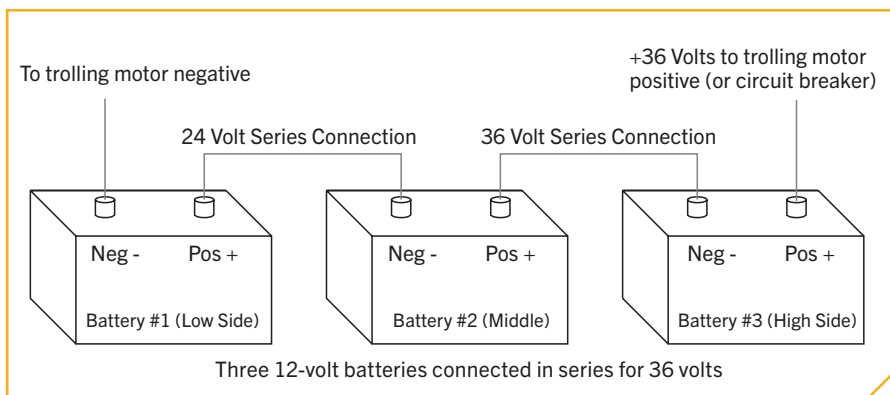 To trolling motor negative
+36 Volts to trolling motor
positive (or circuit breaker)
24 Volt Series Connection
36 Volt Series Connection
Neg -
Pos +
Neg -
Pos +
Neg -
Pos +
Battery #1 (Low Side)
Battery #2 (Middle)
Battery #3 (High Side)
Three 12-volt batteries connected in series for 36 volts